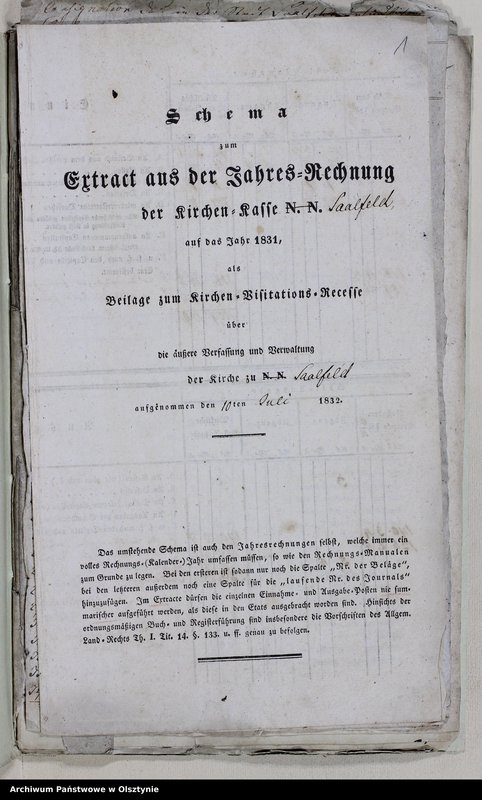 1
Schema
zum
Extract aus der Jahres-Rechnung
der Kirchen-Kasse N. N. Saalfeld
auf das Jahr 1831,
als
Beilage zum Kirchen-Visitations-Recesse
über
die äußere Verfassung und Verwaltung
der Kirche zu N. N. Saalfeld
aufgenommen den 10ten Juli 1832.
Das umstehende Schema ist auch den Jahresrechnungen selbst, welche immer ein
volles Rechnungs-(Kalender-)Jahr umfassen müssen, so wie den Rechnungs-Manualen
zum Grunde zu legen. Bei den ersteren ist sodann nur noch die Spalte „Nr. der Beläge“,
bei den letzteren außerdem noch eine Spalte für die „laufende Nr. des Journals“
hinzuzufügen. Im Extracte dürfen die einzelnen Einnahme- und Ausgabe-Posten nie sum-
marischer aufgeführt werden, als diese in den Etats ausgebracht worden sind. Hinsichts der
ordnungsmäßigen Buch- und Registerführung sind insbesondere die Vorschriften des Allgem.
Land-Rechts Th. I. Tit. 14. §. 133. u. ff. genau zu befolgen.
Archiwum Państwowe w Olsztynie